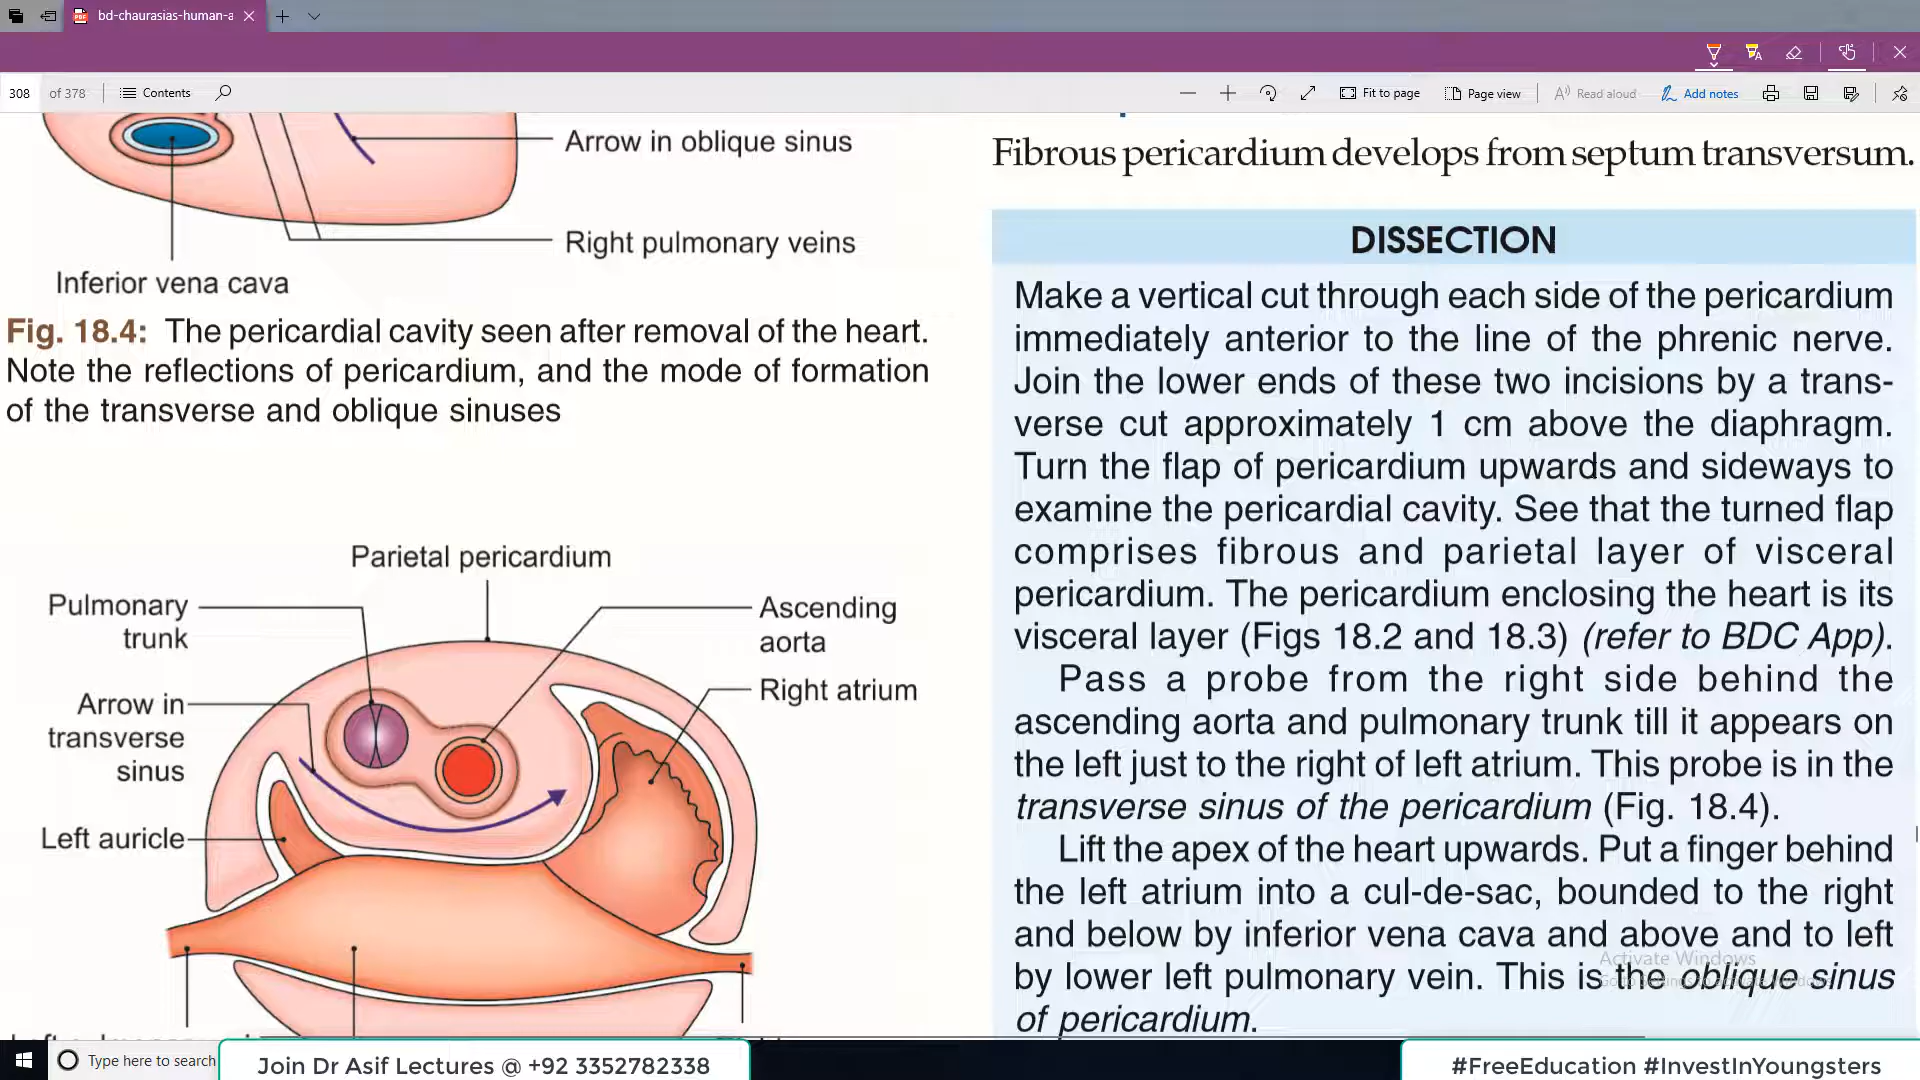 bd-chaurasias-human-a
308 of 378
Contents
Fit to page
Page view
Read aloud
Add notes
Arrow in oblique sinus
Right pulmonary veins
Inferior vena cava
Fig. 18.4: The pericardial cavity seen after removal of the heart.
Note the reflections of pericardium, and the mode of formation
of the transverse and oblique sinuses
Parietal pericardium
Pulmonary
trunk
Ascending
aorta
Right atrium
Arrow in
transverse
sinus
Left auricle
Fibrous pericardium develops from septum transversum.
DISSECTION
Make a vertical cut through each side of the pericardium
immediately anterior to the line of the phrenic nerve.
Join the lower ends of these two incisions by a trans-
verse cut approximately 1 cm above the diaphragm.
Turn the flap of pericardium upwards and sideways to
examine the pericardial cavity. See that the turned flap
comprises fibrous and parietal layer of visceral
pericardium. The pericardium enclosing the heart is its
visceral layer (Figs 18.2 and 18.3) (refer to BDC App).
Pass a probe from the right side behind the
ascending aorta and pulmonary trunk till it appears on
the left just to the right of left atrium. This probe is in the
transverse sinus of the pericardium (Fig. 18.4).
Lift the apex of the heart upwards. Put a finger behind
the left atrium into a cul-de-sac, bounded to the right
and below by inferior vena cava and above and to left
by lower left pulmonary vein. This is the oblique sinus
of pericardium.
Activate Windows
Type here to search
Join Dr Asif Lectures @ +92 3352782338
#FreeEducation #InvestInYoungsters